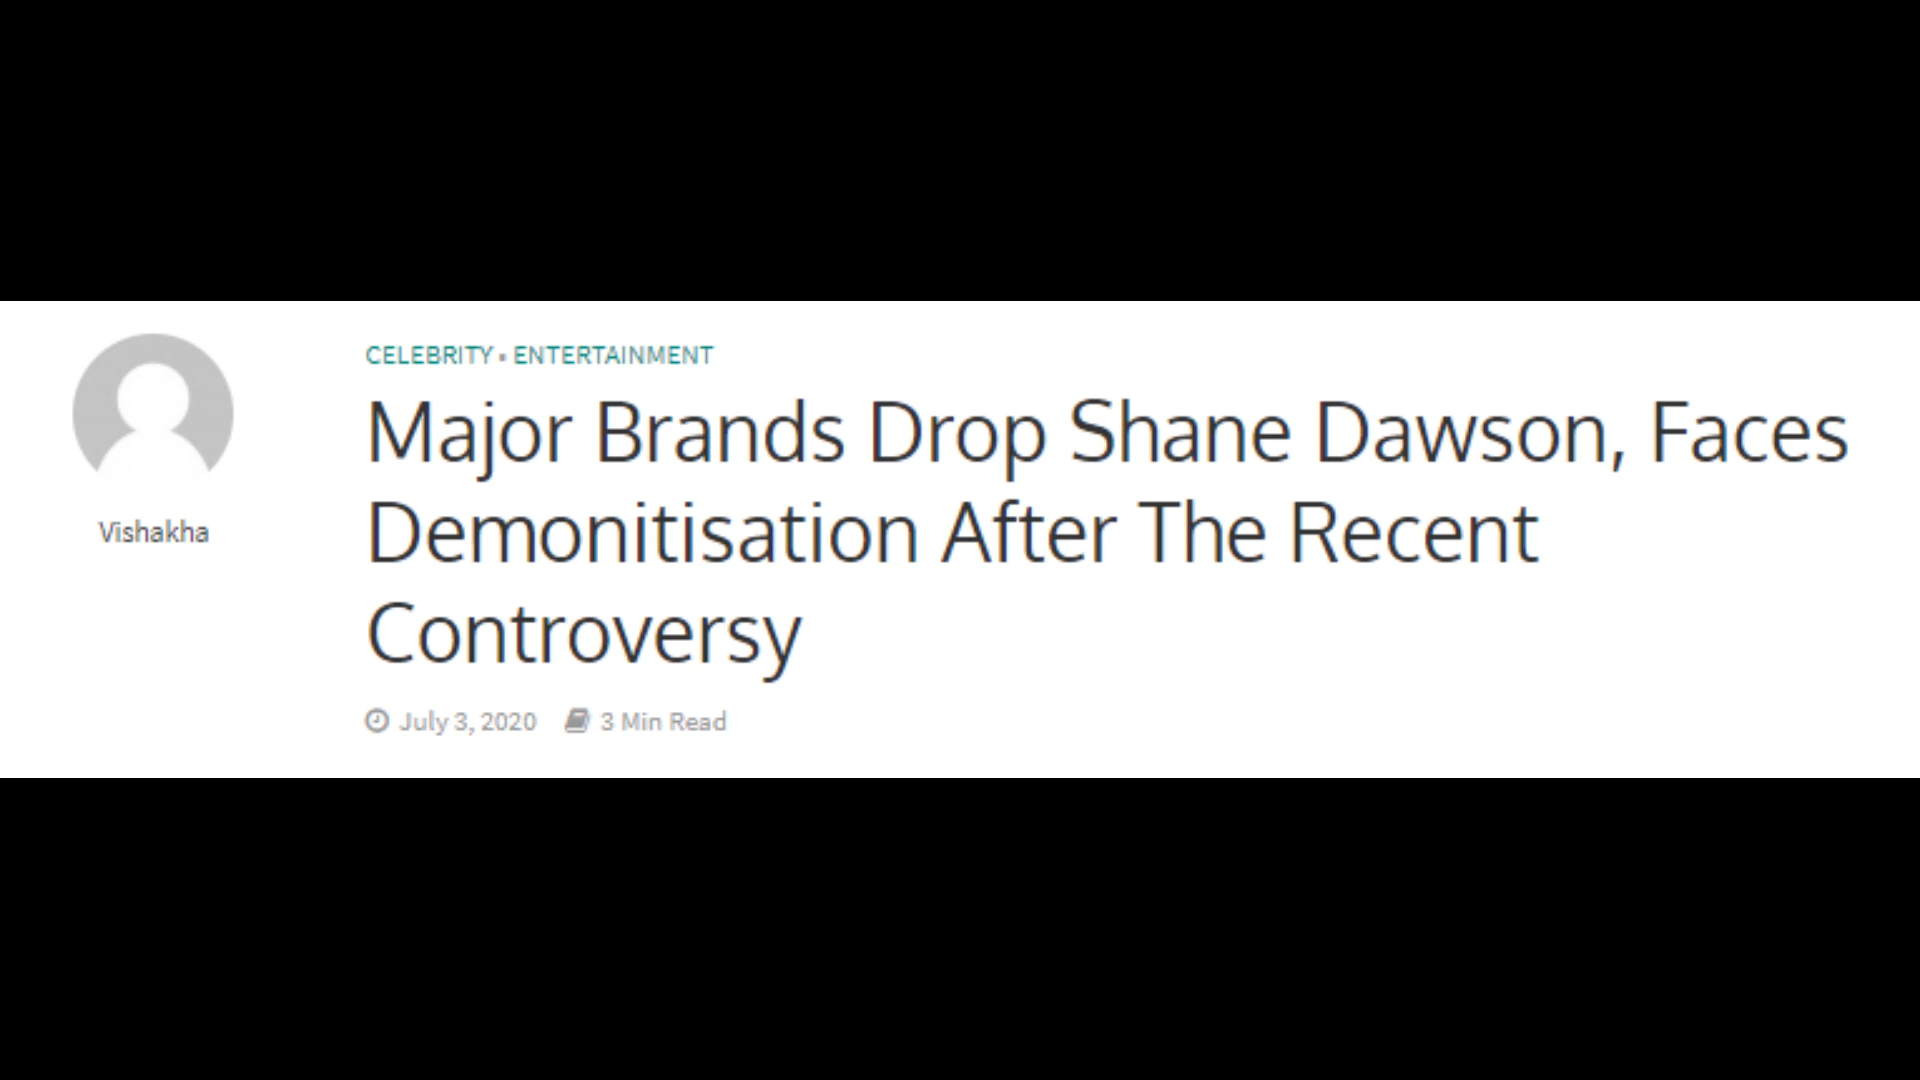 CELEBRITY • ENTERTAINMENT
Major Brands Drop Shane Dawson, Faces
Demonitisation After The Recent
Controversy
Vishakha
July 3, 2020 3 Min Read